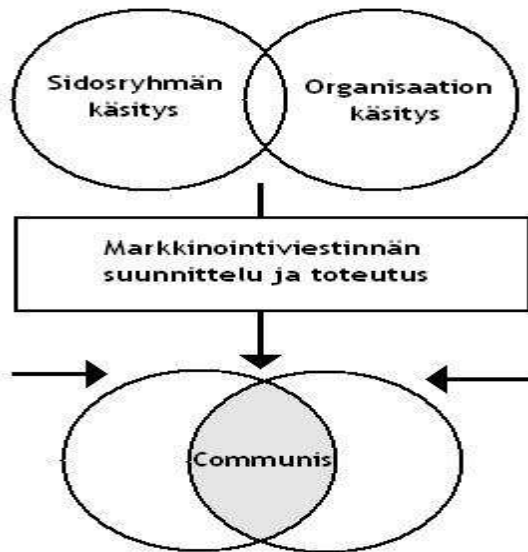 Sidosryhmän
käsitys
Organisaation
käsitys
Markkinointiviestinnän
suunnittelu ja toteutus
Communis